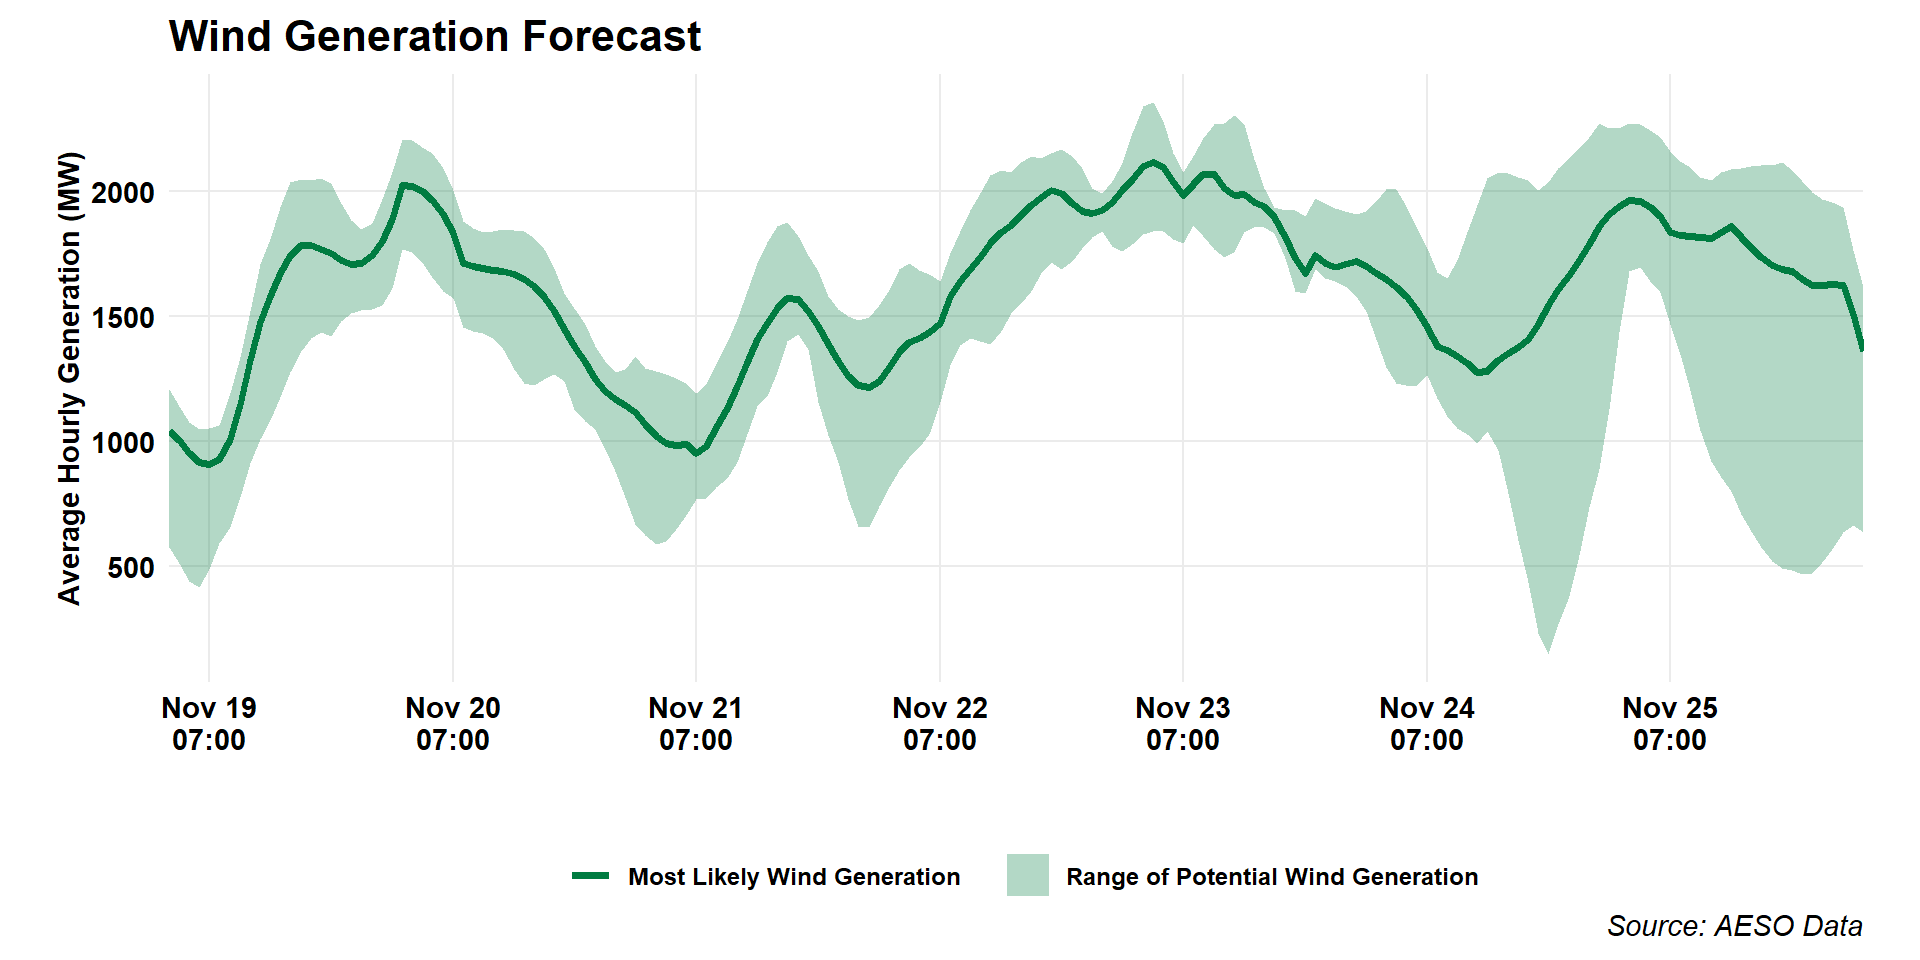 Wind Generation Forecast
Average Hourly Generation (MW)
2000
1500
1000
500
Nov 19
07:00
Nov 20
07:00
Nov 21
07:00
Nov 22
07:00
Nov 23
07:00
Nov 24
07:00
Nov 25
07:00
Most Likely Wind Generation
Range of Potential Wind Generation
Source: AESO Data